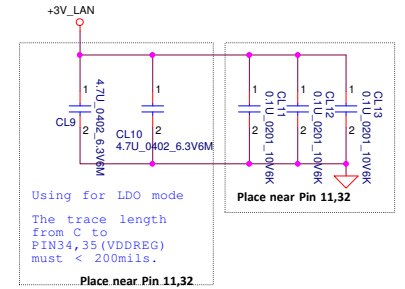 +3V_LAN
1
2
CL9
4.7U_0402_6.3V6M
1
2
CL10
4.7U_0402_6.3V6M
1
2
CL11
0.1U_0201_10V6K
1
2
CL12
0.1U_0201_10V6K
1
2
CL13
0.1U_0201_10V6K
Using for LDO mode
The trace length
from C to
PIN34,35(VDDREG)
must < 200mils.
Place near Pin 11,32
Place near Pin 11,32